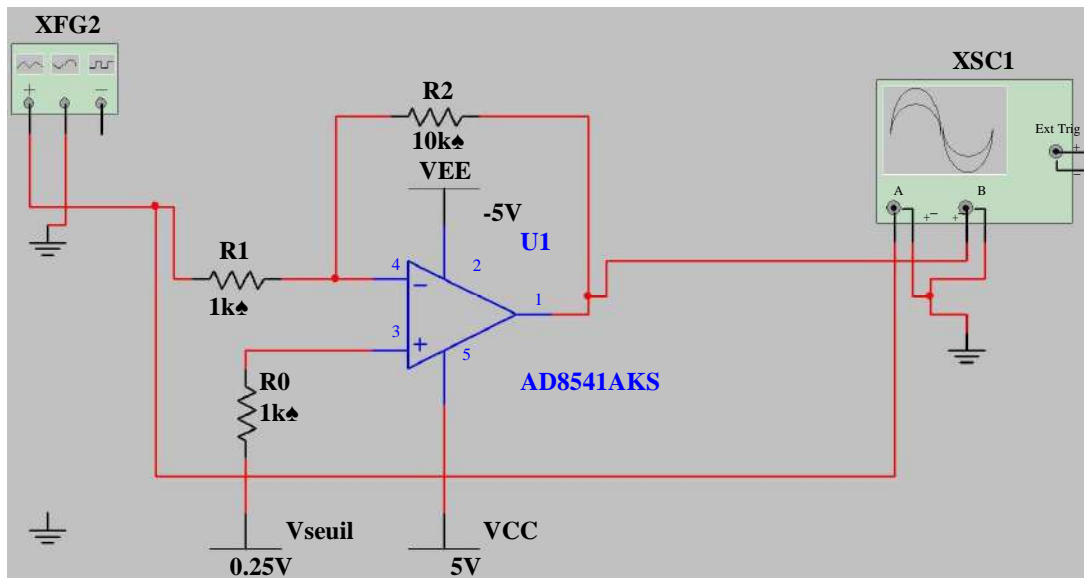 XFG2
+
−
R2
10k♠
VEE
-5V
U1
R1
1k♠
4
−
2
1
3
+
5
AD8541AKS
R0
1k♠
Vseuil
0.25V
VCC
5V
XSC1
Ext Trig
+
−
A
B
+ −
+ −